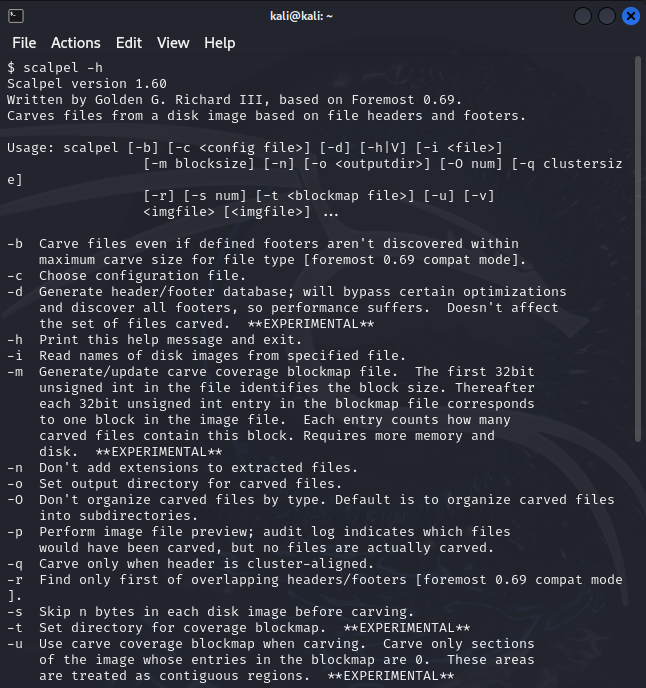 kali@kali: ~
File Actions Edit View Help
$ scalpel -h
Scalpel version 1.60
Written by Golden G. Richard III, based on Foremost 0.69.
Carves files from a disk image based on file headers and footers.

Usage: scalpel [-b] [-c <config file>] [-d] [-h|V] [-i <file>]
                 [-m blocksize] [-n] [-o <outputdir>] [-O num] [-q clustersiz
e]
                 [-r] [-s num] [-t <blockmap file>] [-u] [-v]
                 <imgfile> [<imgfile>] ...

-b  Carve files even if defined footers aren't discovered within
    maximum carve size for file type [foremost 0.69 compat mode].
-c  Choose configuration file.
-d  Generate header/footer database; will bypass certain optimizations
    and discover all footers, so performance suffers.  Doesn't affect
    the set of files carved.  **EXPERIMENTAL**
-h  Print this help message and exit.
-i  Read names of disk images from specified file.
-m  Generate/update carve coverage blockmap file.  The first 32bit
    unsigned int in the file identifies the block size. Thereafter
    each 32bit unsigned int entry in the blockmap file corresponds
    to one block in the image file.  Each entry counts how many
    carved files contain this block. Requires more memory and
    disk.  **EXPERIMENTAL**
-n  Don't add extensions to extracted files.
-o  Set output directory for carved files.
-O  Don't organize carved files by type. Default is to organize carved files
    into subdirectories.
-p  Perform image file preview; audit log indicates which files
    would have been carved, but no files are actually carved.
-q  Carve only when header is cluster-aligned.
-r  Find only first of overlapping headers/footers [foremost 0.69 compat mode
].
-s  Skip n bytes in each disk image before carving.
-t  Set directory for coverage blockmap.  **EXPERIMENTAL**
-u  Use carve coverage blockmap when carving.  Carve only sections
    of the image whose entries in the blockmap are 0.  These areas
    are treated as contiguous regions.  **EXPERIMENTAL**